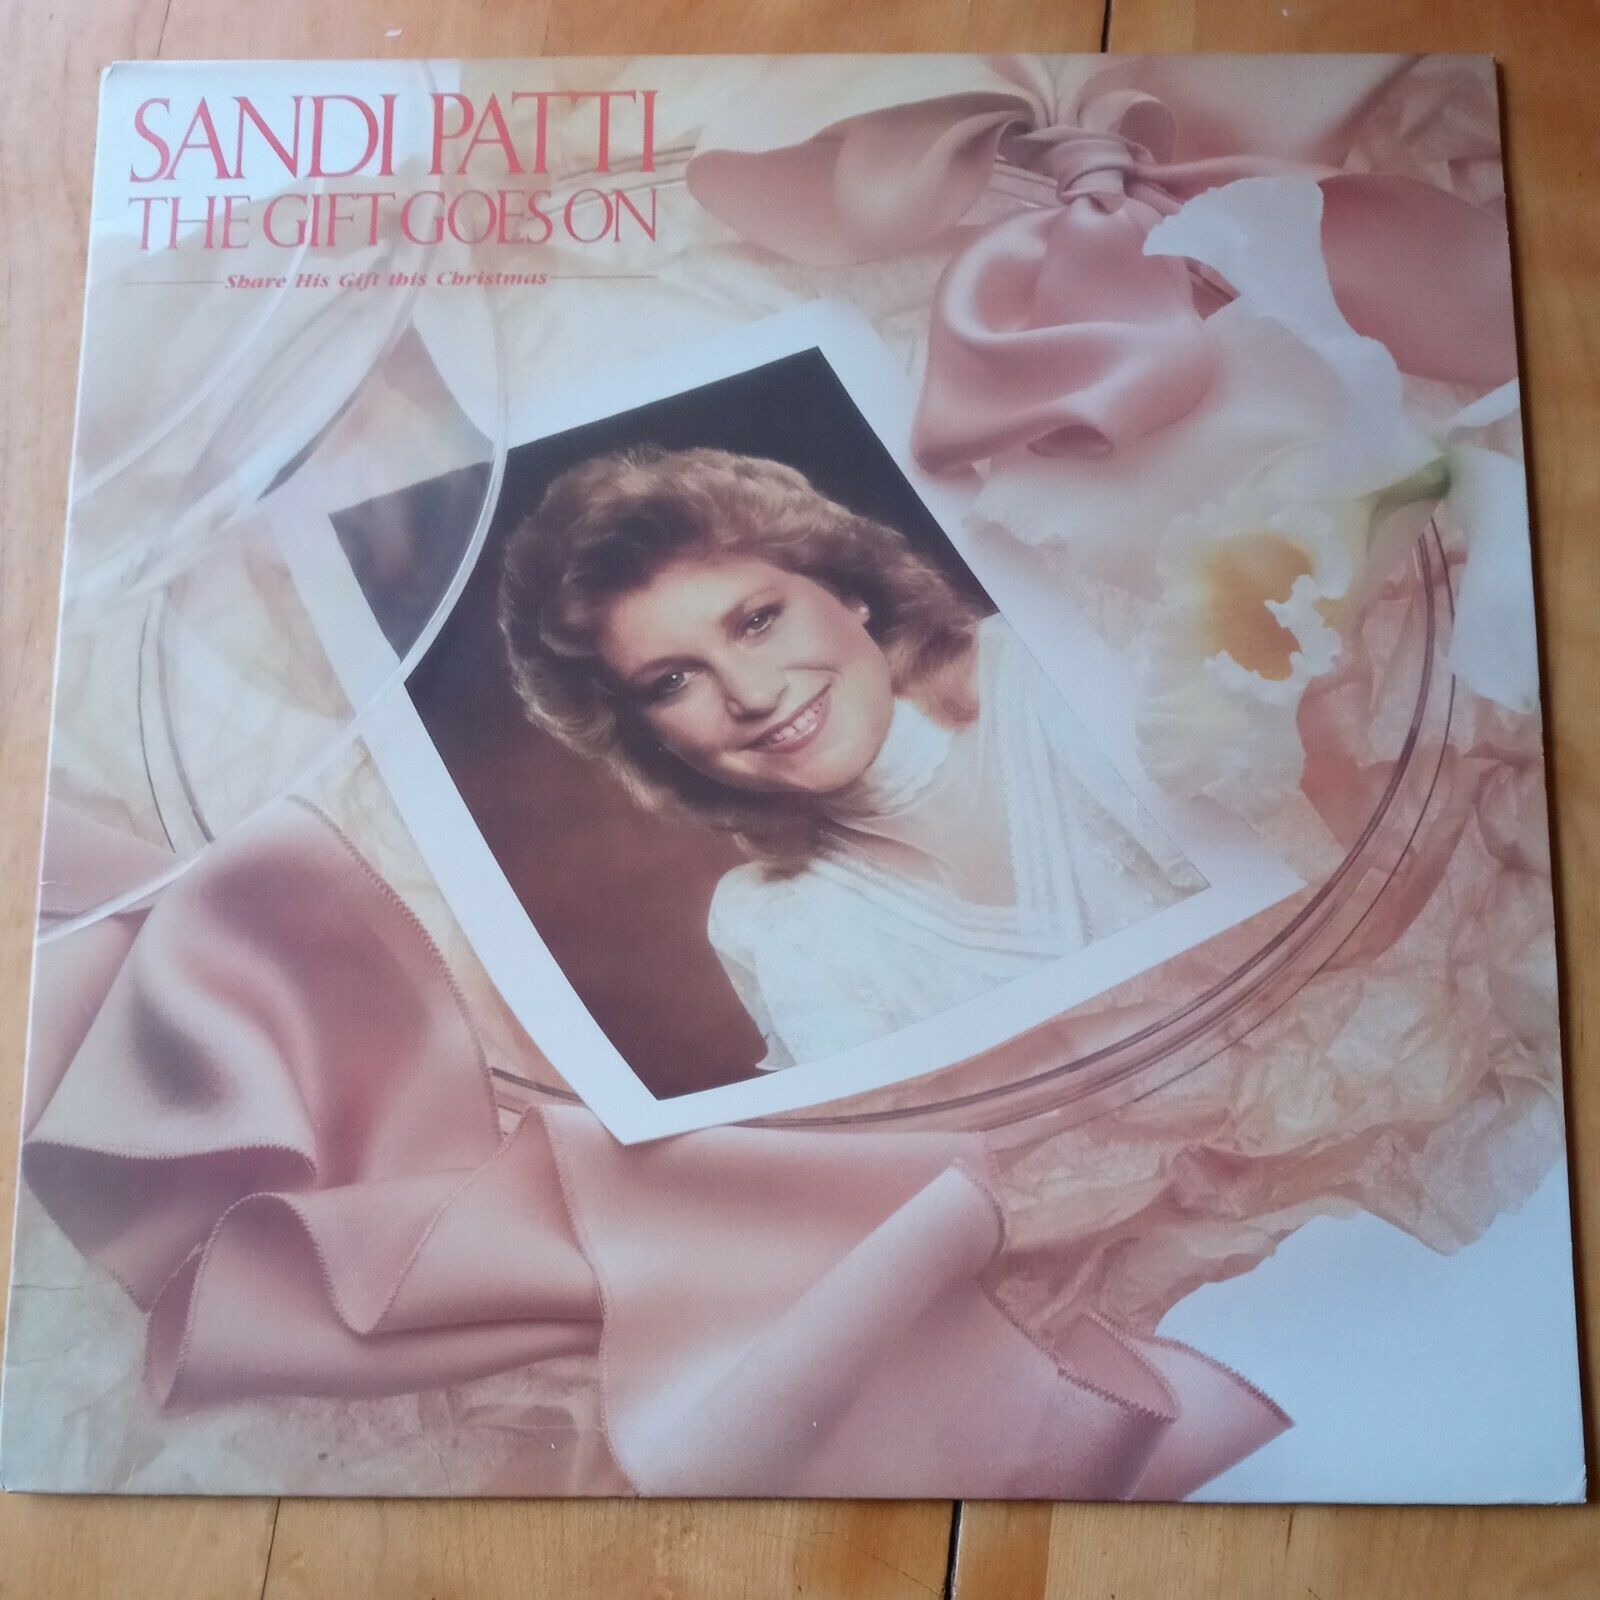 SANDI PATTI
THE GIFT GOES ON
Share His Gift this Christmas